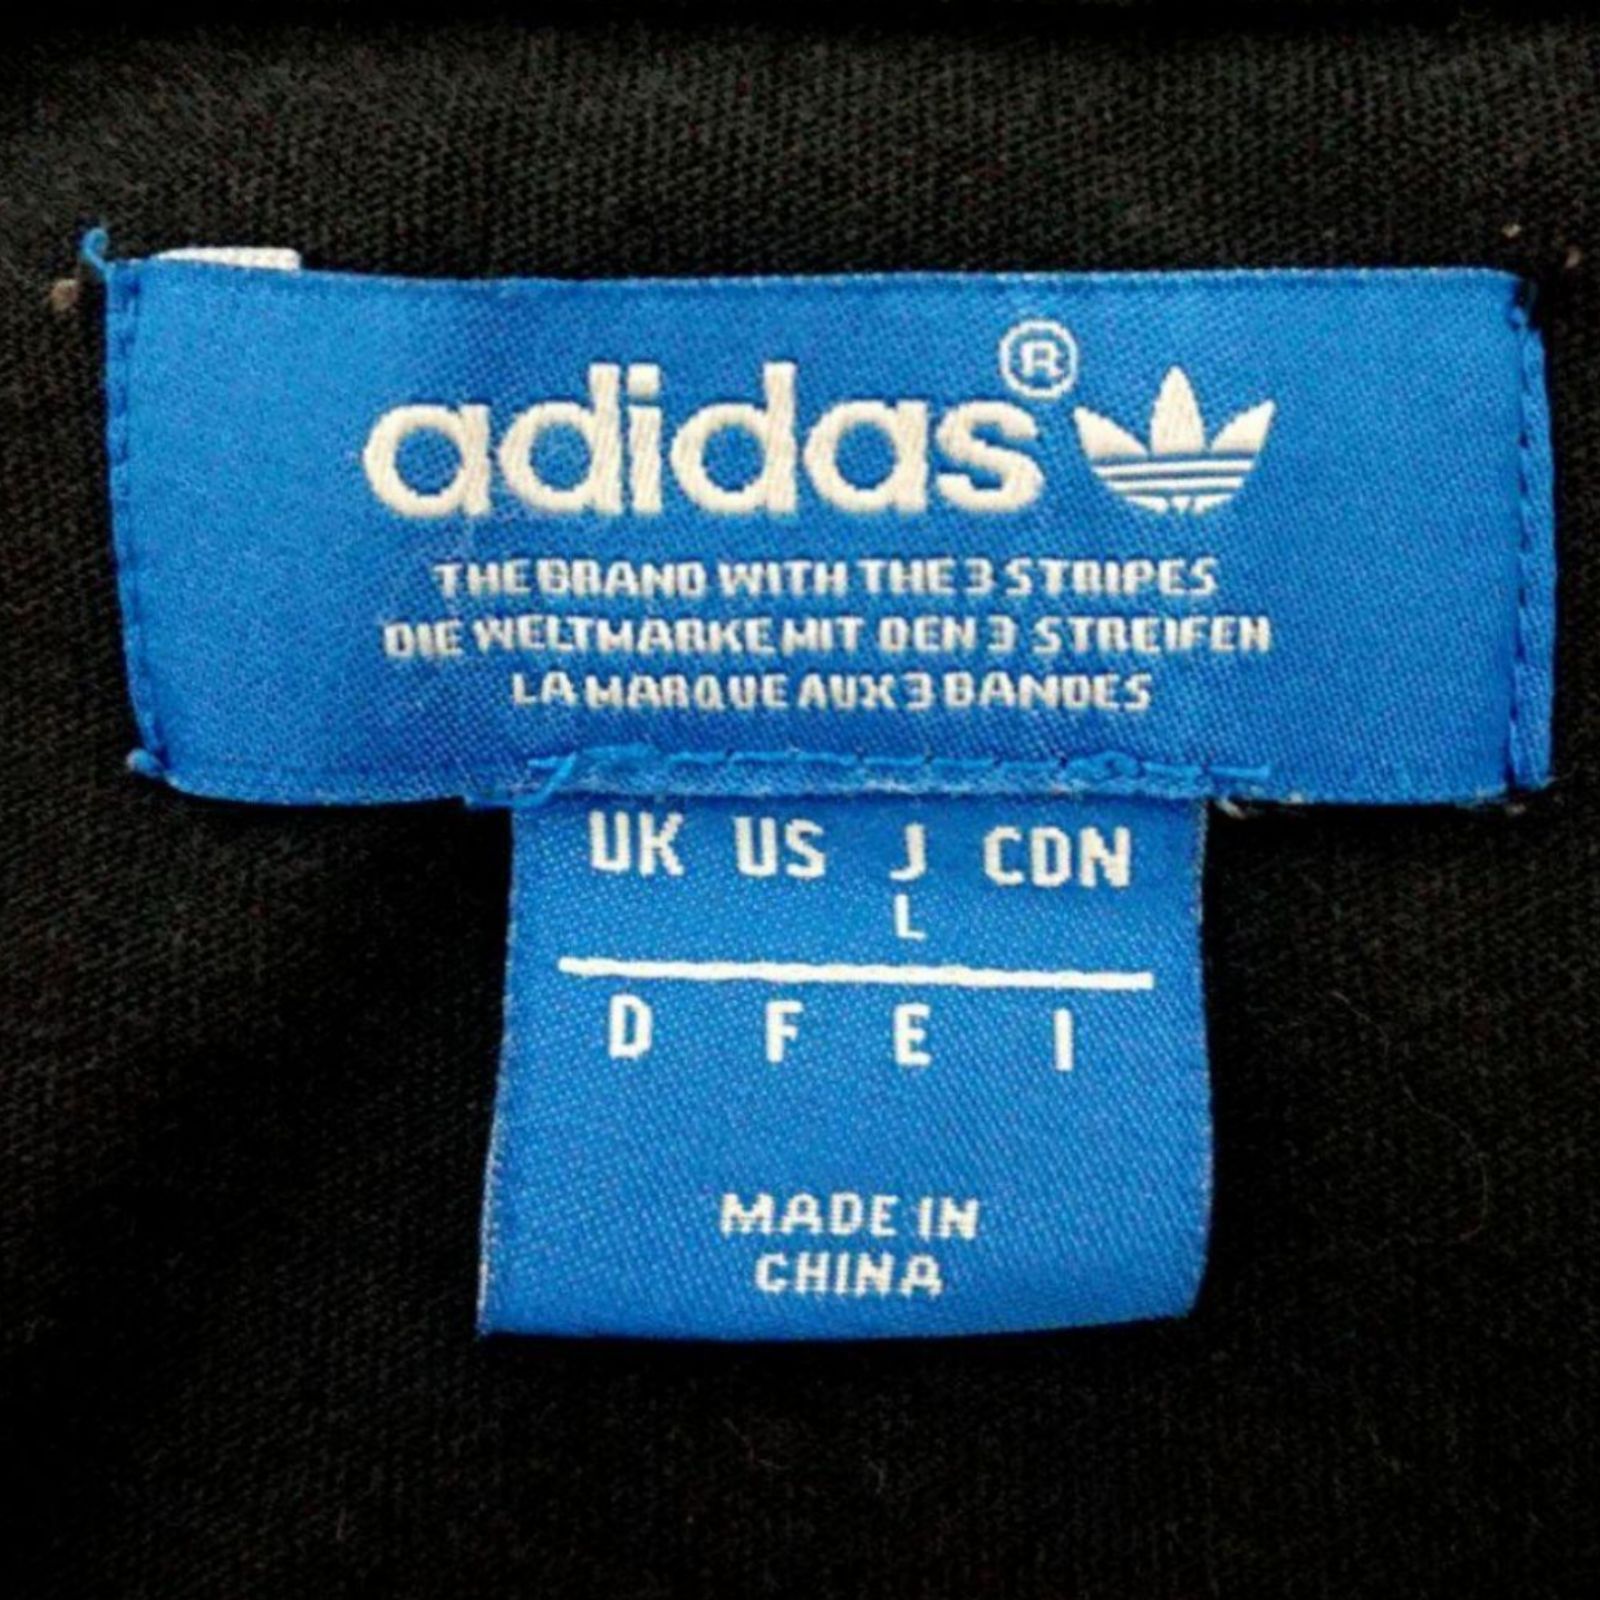 adidas®
THE BRAND WITH THE 3 STRIPES
DIE WELTMARKE MIT DEN 3 STREIFEN
LA MARQUE AUX 3 BANDES
UK US J CDN
L
D F E I
MADE IN
CHINA